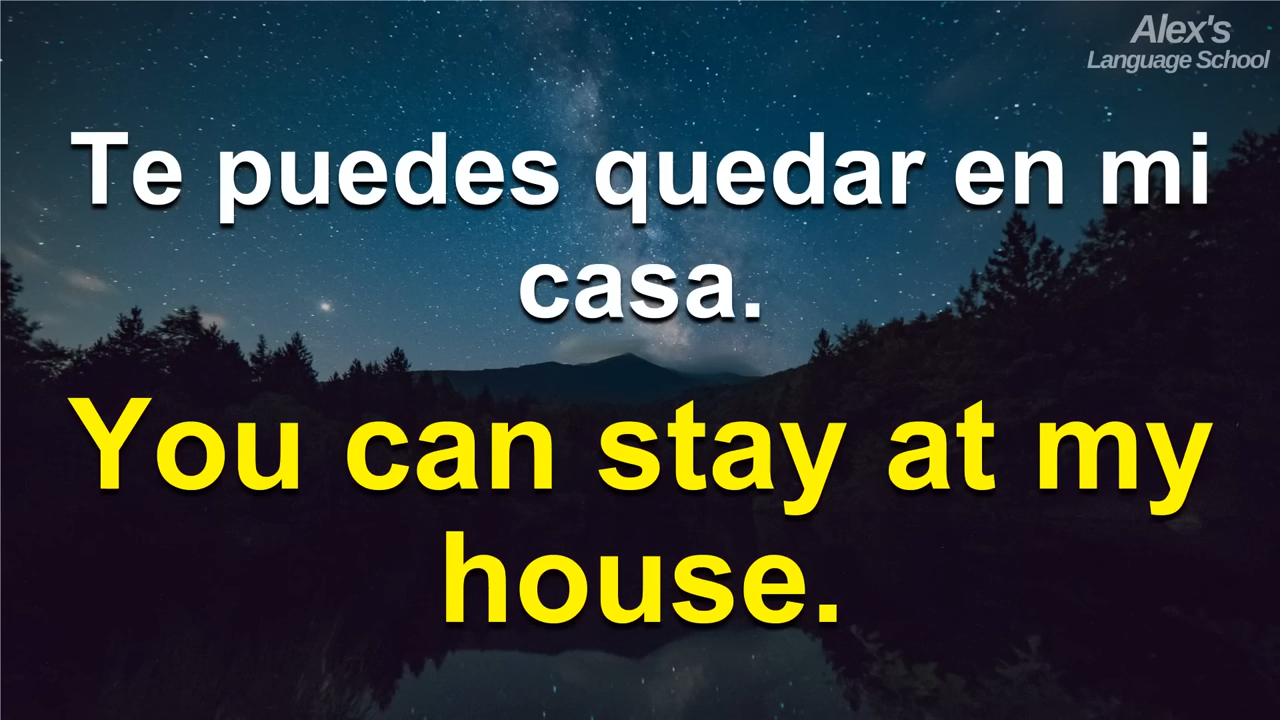 Alex's
Language School
Te puedes quedar en mi
casa.
You can stay at my
house.